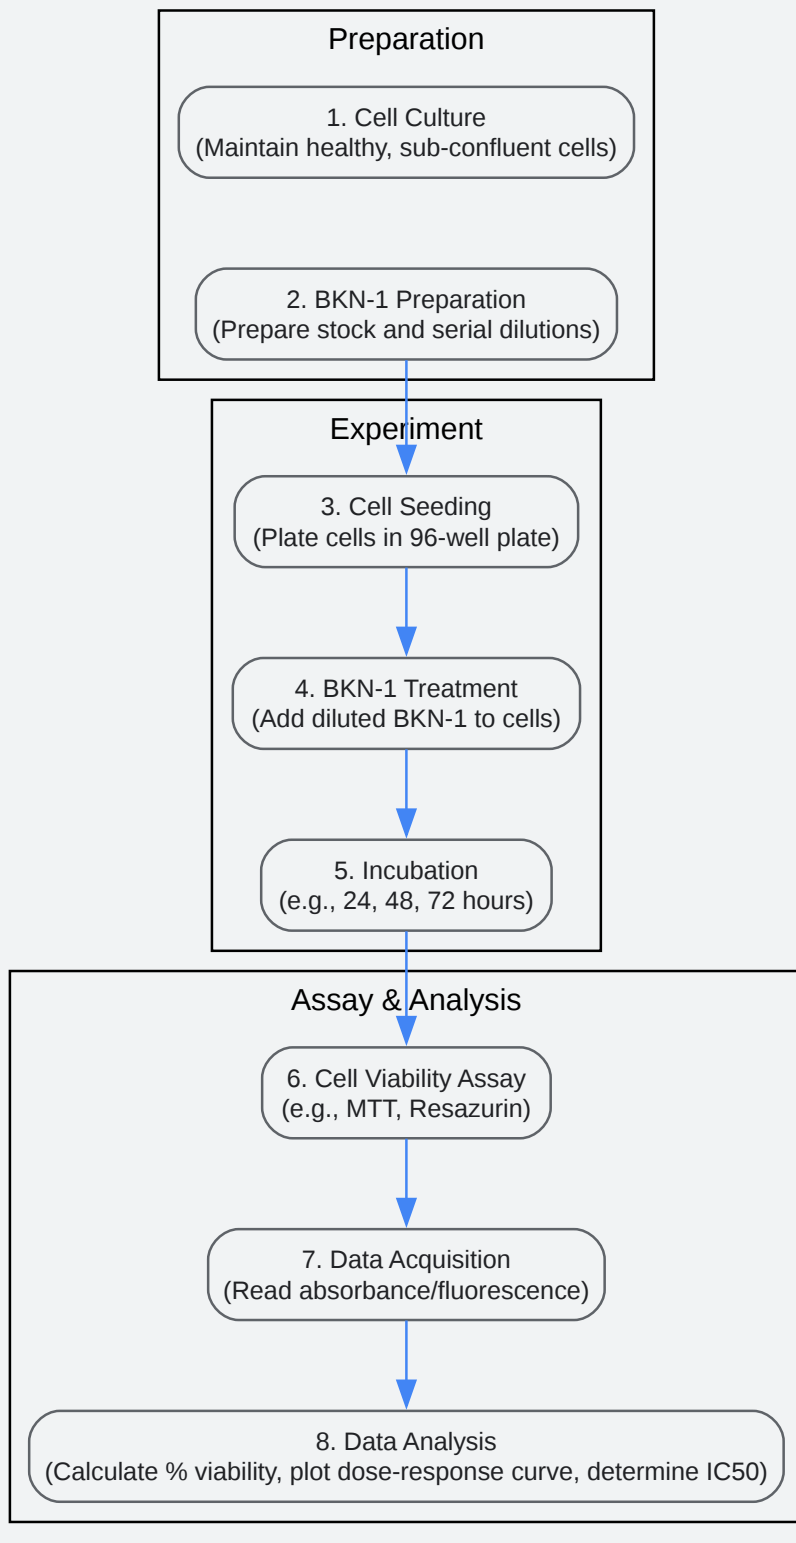 Preparation
1. Cell Culture
(Maintain healthy, sub-confluent cells)
2. BKN-1 Preparation
(Prepare stock and serial dilutions)
Experiment
3. Cell Seeding
(Plate cells in 96-well plate)
4. BKN-1 Treatment
(Add diluted BKN-1 to cells)
5. Incubation
(e.g., 24, 48, 72 hours)
Assay & Analysis
6. Cell Viability Assay
(e.g., MTT, Resazurin)
7. Data Acquisition
(Read absorbance/fluorescence)
8. Data Analysis
(Calculate % viability, plot dose-response curve, determine IC50)